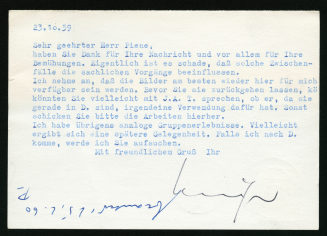 23.10.59
Sehr geehrter Herr Piene,
haben Sie Dank für Ihre Nachricht und vor allem für Ihre
Bemühungen. Eigentlich ist es schade, daß solche Zwischen-
fälle die sachlichen Vorgänge beeinflussen.
Ich nehme an, daß die Bilder am besten wieder hier für mich
verfügbar sein werden. Bevor Sie sie zurückgehen lassen, kö
könnten Sie vielleicht mit J.A. T. sprechen, ob er, da sie
gerade in D. sind, irgendeine Verwendung dafür hat. Sonst
schicken Sie bitte die Arbeiten hierher.
Ich habe übrigens analoge Gruppenerlebnisse. Vielleicht
ergibt sich eine spätere Gelegenheit. Falls ich nach D.
komme, werde ich Sie aufsuchen.
Mit freundlichem Gruß Ihr
60